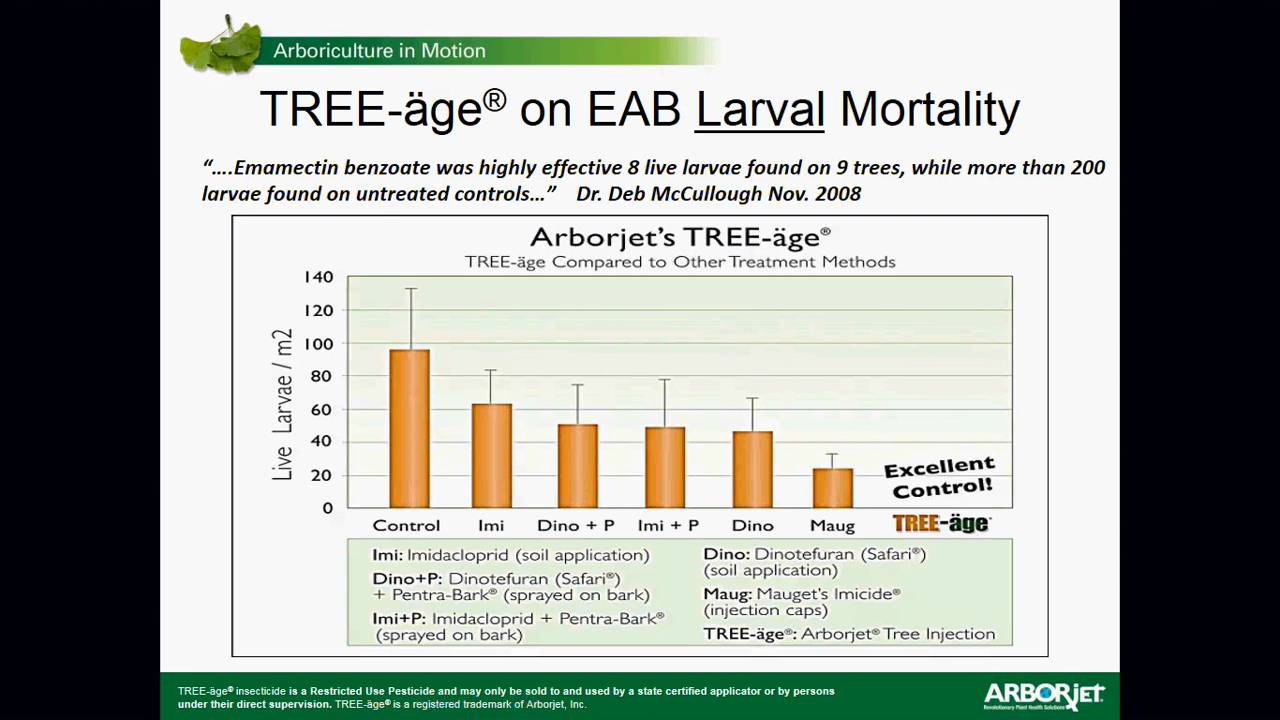 Arboriculture in Motion
TREE-äge® on EAB Larval Mortality
“….Emamectin benzoate was highly effective 8 live larvae found on 9 trees, while more than 200
larvae found on untreated controls…” Dr. Deb McCullough Nov. 2008
Arborjet's TREE-äge®
TREE-äge Compared to Other Treatment Methods
Live Larvae / m2
140
120
100
80
60
40
20
0
Excellent
Control!
Control Imi Dino + P Imi + P Dino Maug TREE-äge
Imi: Imidacloprid (soil application)
Dino+P: Dinotefuran (Safari®)
+ Pentra-Bark® (sprayed on bark)
Imi+P: Imidacloprid + Pentra-Bark®
(sprayed on bark)
Dino: Dinotefuran (Safari®)
(soil application)
Maug: Mauget's Imicide®
(injection caps)
TREE-äge®: Arborjet® Tree Injection
TREE-äge® insecticide is a Restricted Use Pesticide and may only be sold to and used by a state certified applicator or by persons
under their direct supervision. TREE-äge® is a registered trademark of Arborjet, Inc.
ARBORjet
Revolutionary Plant Health Solutions